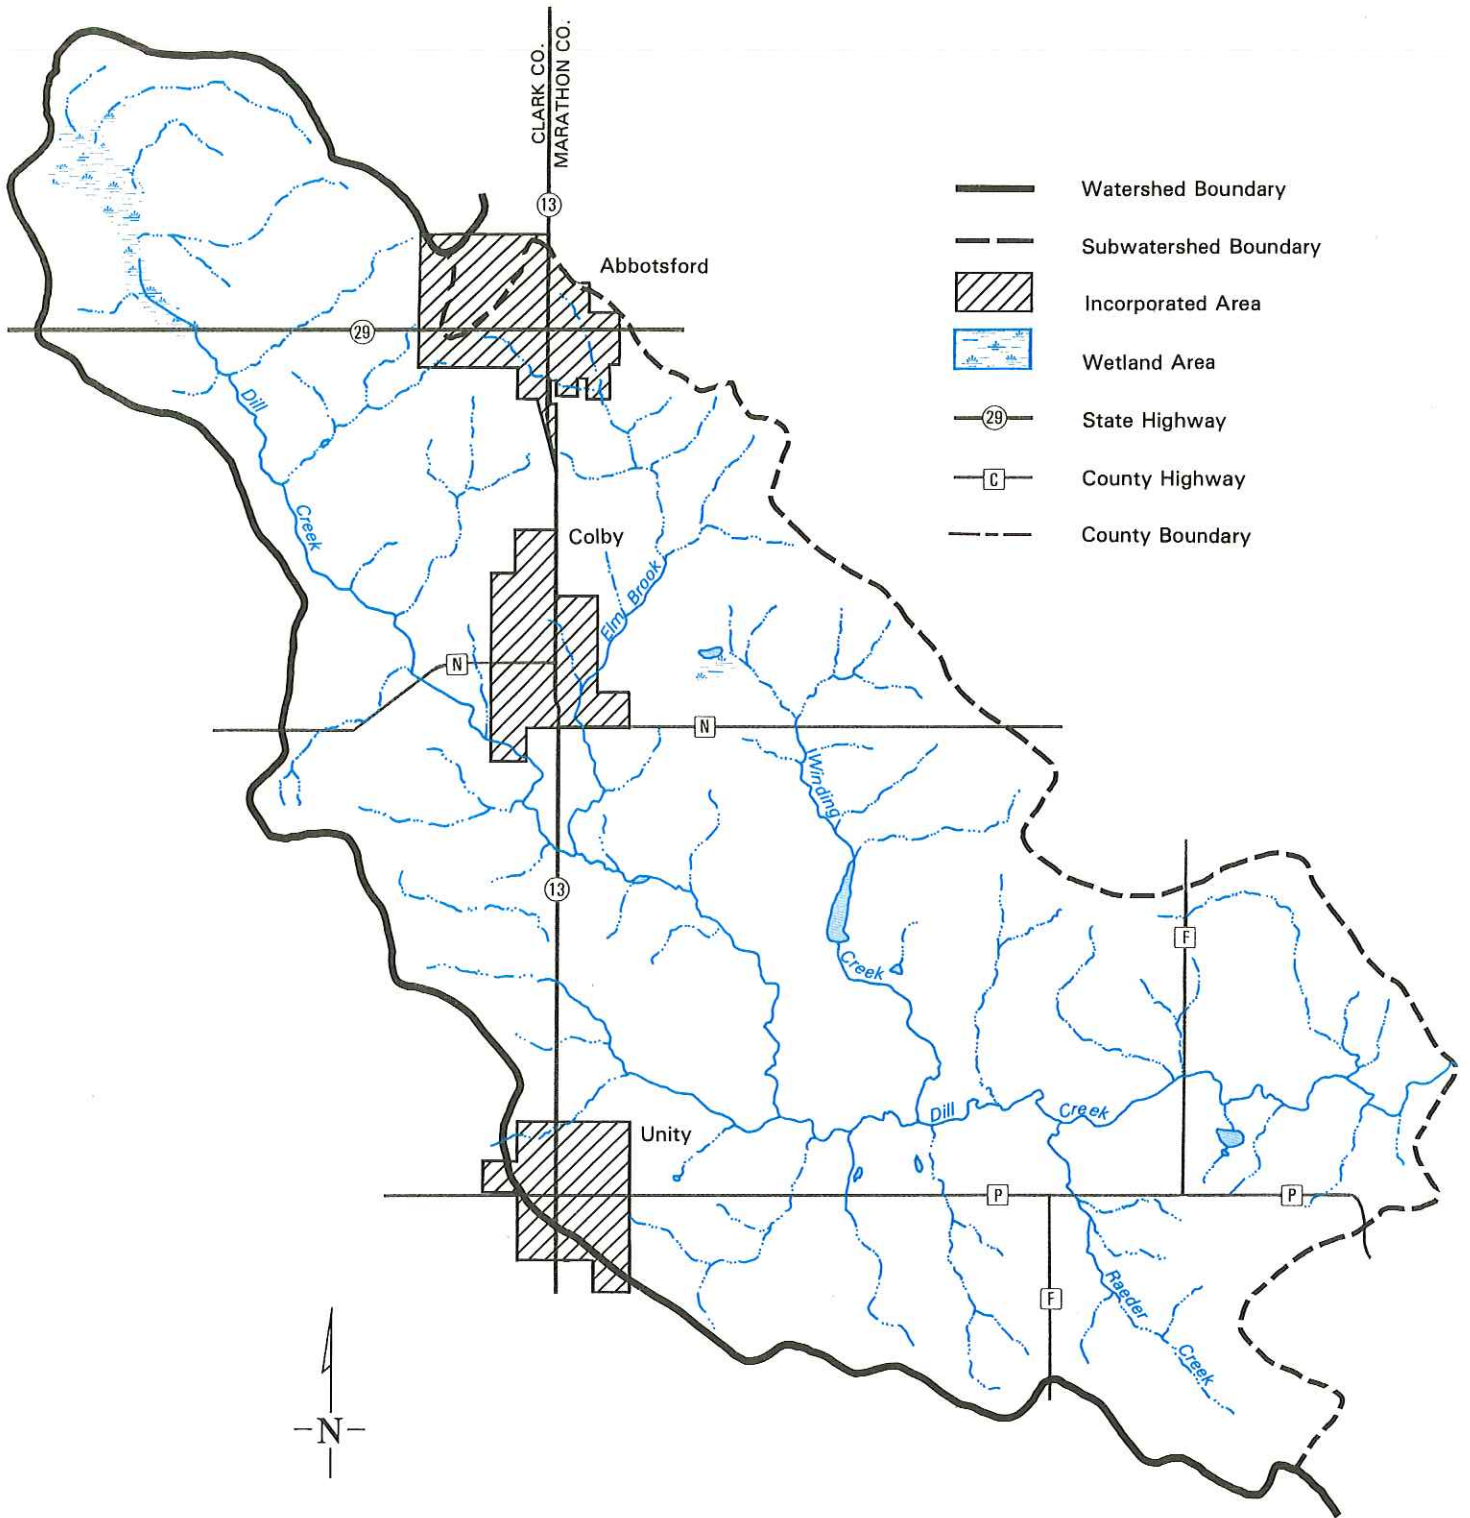 CLARK CO.
MARATHON CO.
13
Watershed Boundary
Subwatershed Boundary
Abbotsford
Incorporated Area
29
Wetland Area
Dill
29
State Highway
C
County Highway
Creek
Colby
County Boundary
Elm Brook
N
N
Winding
13
F
Creek
Dill
Creek
Unity
P
P
Raeder
F
Creek
-N-